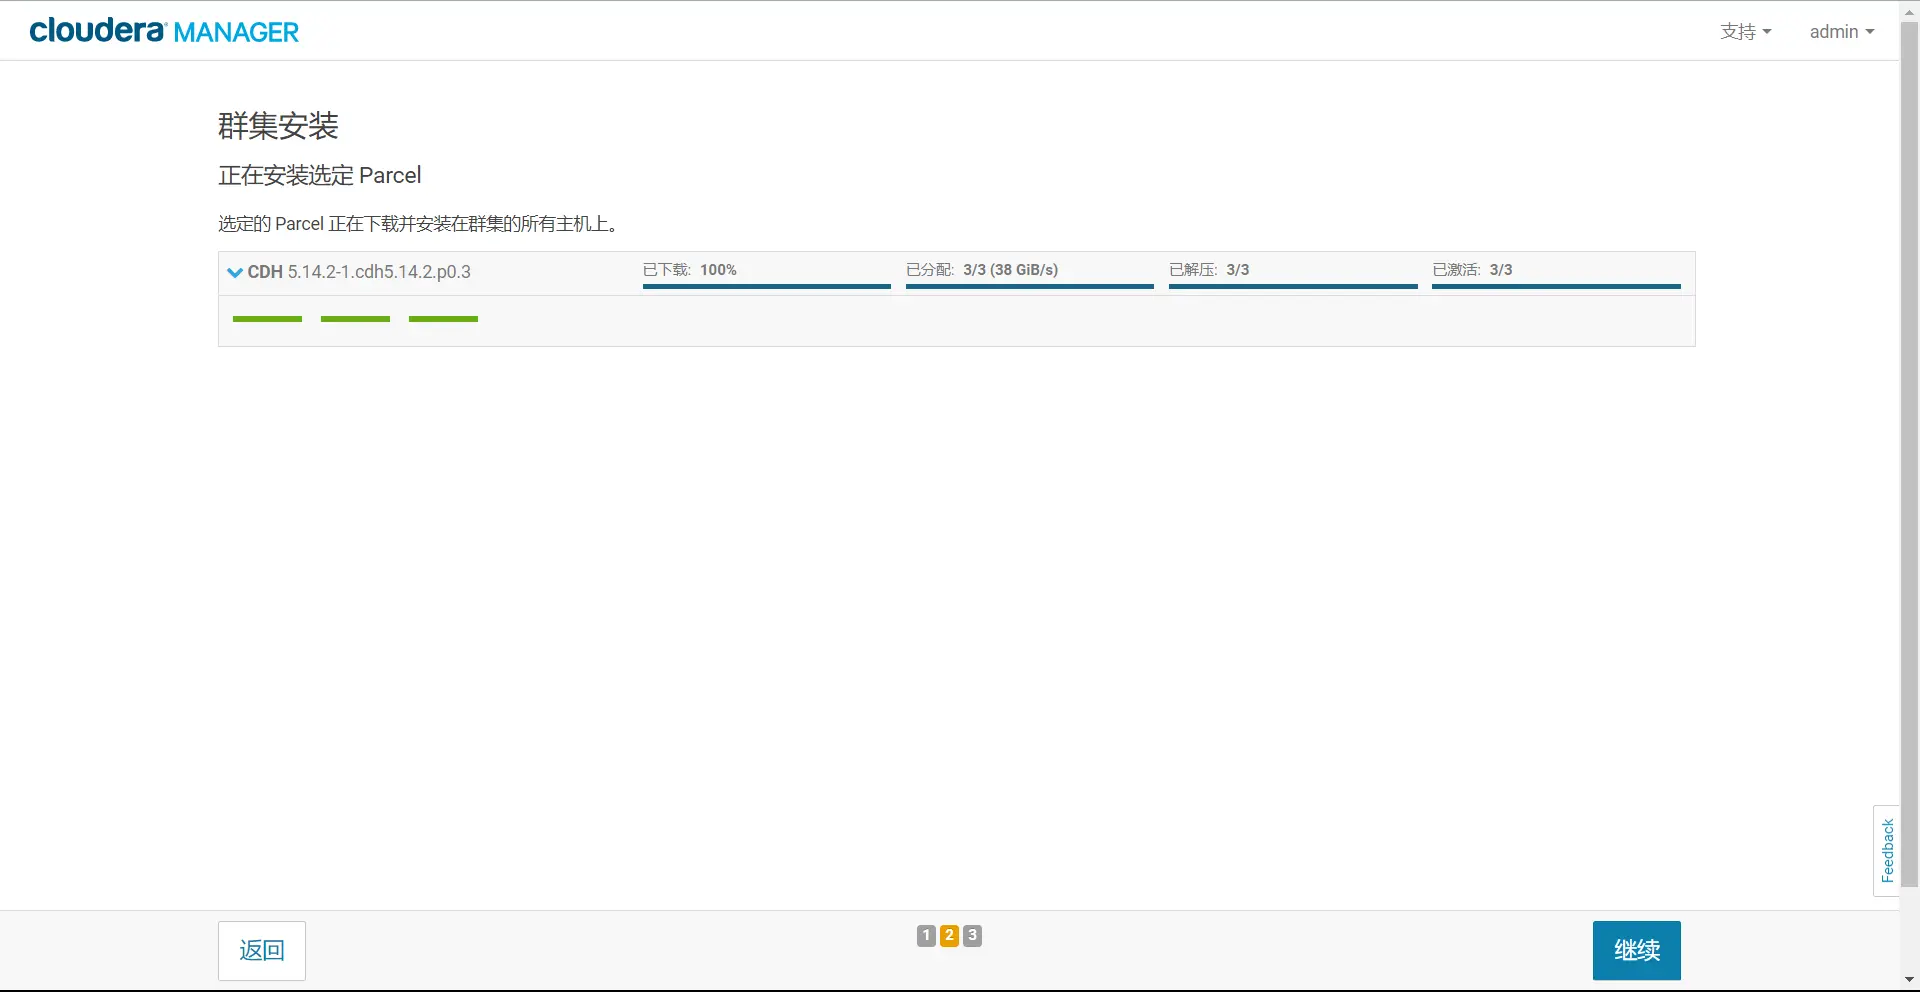 cloudera MANAGER
支持
admin
群集安装
正在安装选定 Parcel
选定的 Parcel 正在下载并安装在群集的所有主机上。
CDH 5.14.2-1.cdh5.14.2.p0.3
已下载: 100%
已分配: 3/3 (38 GiB/s)
已解压: 3/3
已激活: 3/3
Feedback
返回
1 2 3
继续